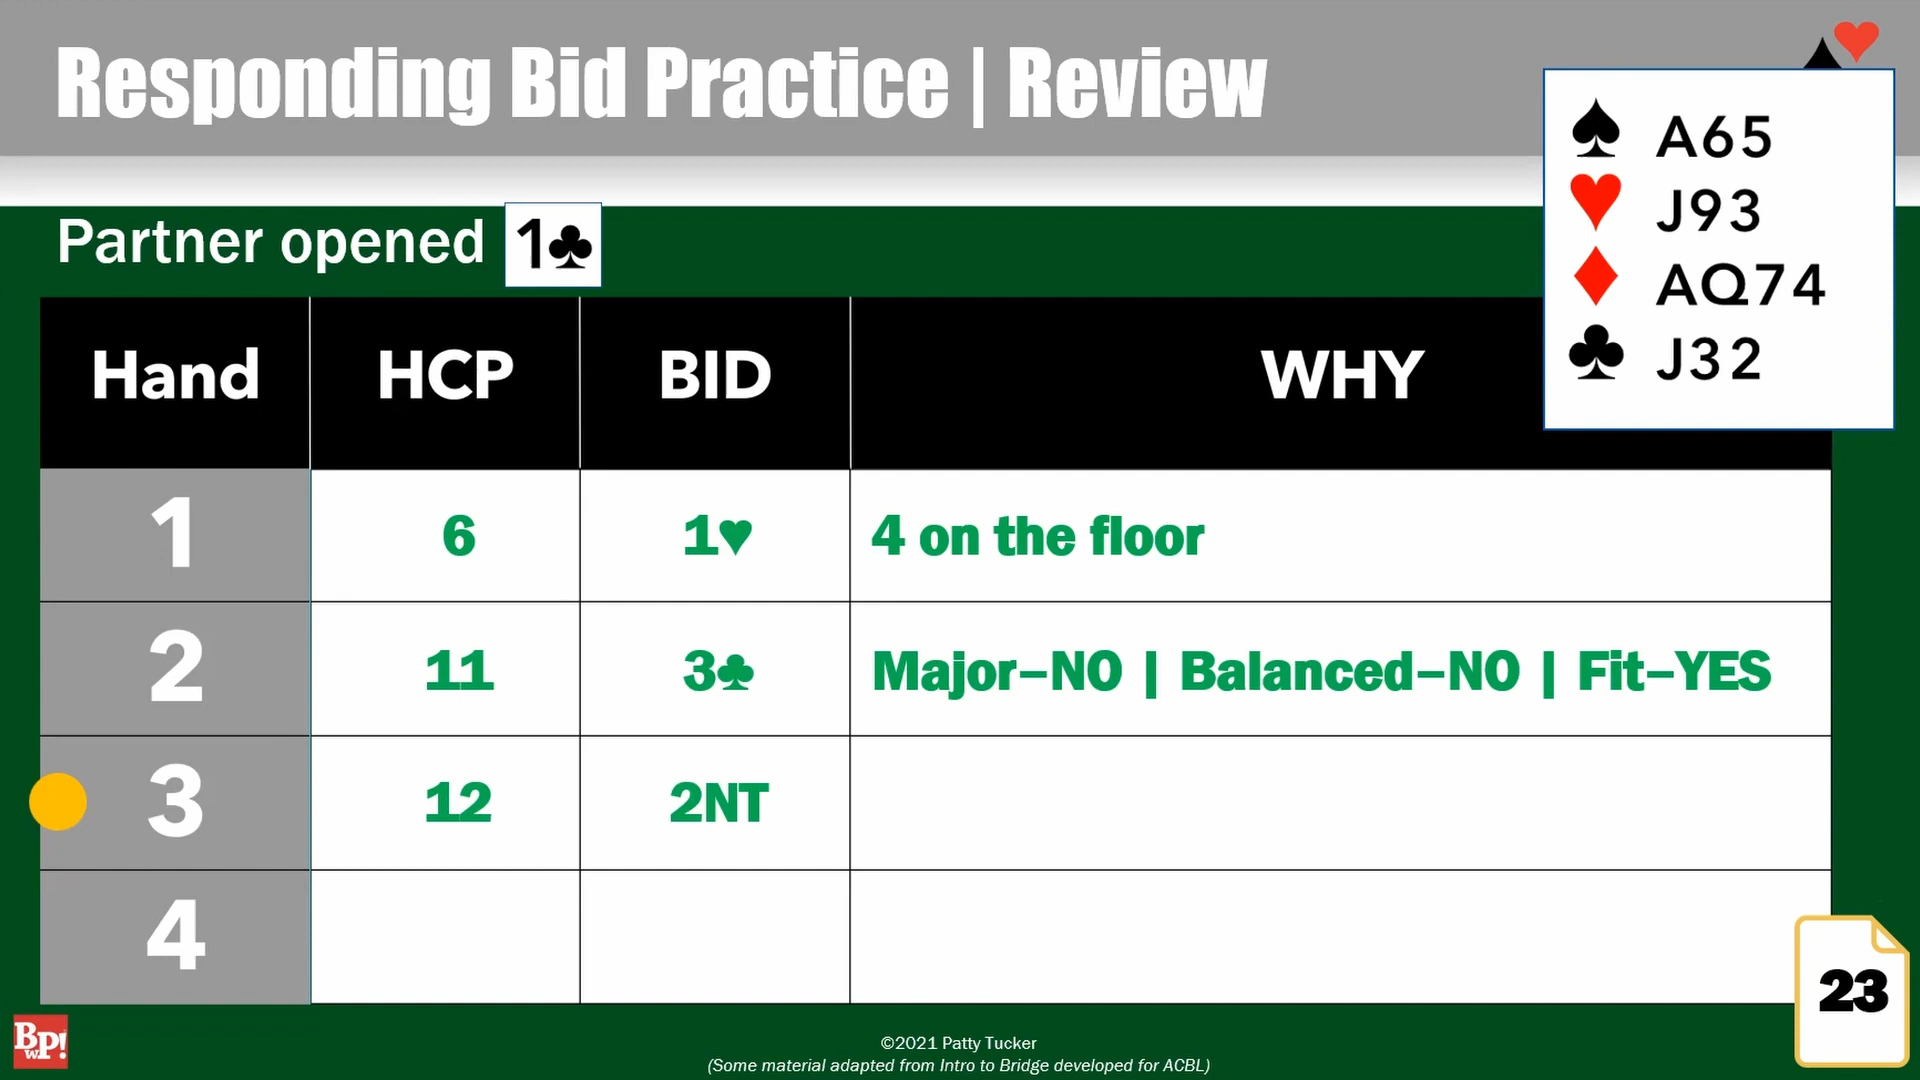 Responding Bid Practice | Review
♠ A65
♥ J93
♦ AQ74
♣ J32
Partner opened 1♣
Hand HCP BID WHY
1 6 1♥ 4 on the floor
2 11 3♣ Major–NO | Balanced–NO | Fit–YES
3 12 2NT
4
23
BPw!
©2021 Patty Tucker
(Some material adapted from Intro to Bridge developed for ACBL)